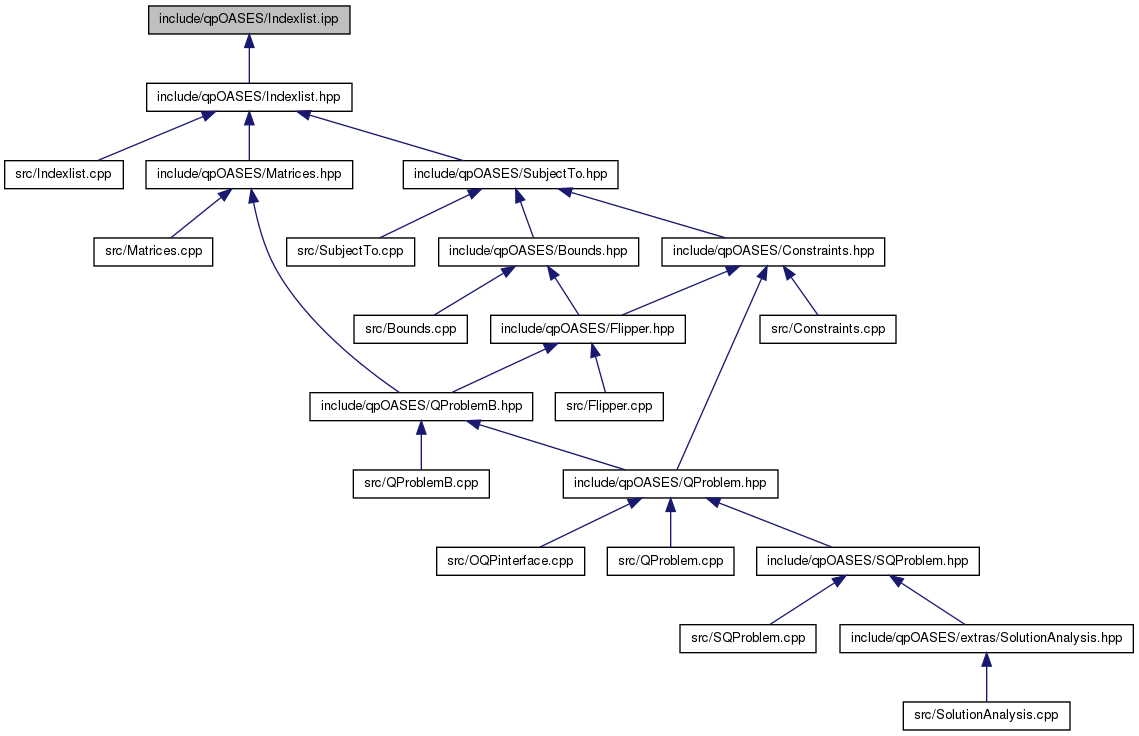 include/qpOASES/Indexlist.ipp
include/qpOASES/Indexlist.hpp
src/Indexlist.cpp
include/qpOASES/Matrices.hpp
include/qpOASES/SubjectTo.hpp
src/Matrices.cpp
src/SubjectTo.cpp
include/qpOASES/Bounds.hpp
include/qpOASES/Constraints.hpp
src/Bounds.cpp
include/qpOASES/Flipper.hpp
src/Constraints.cpp
include/qpOASES/QProblemB.hpp
src/Flipper.cpp
src/QProblemB.cpp
include/qpOASES/QProblem.hpp
src/OQPinterface.cpp
src/QProblem.cpp
include/qpOASES/SQProblem.hpp
src/SQProblem.cpp
include/qpOASES/extras/SolutionAnalysis.hpp
src/SolutionAnalysis.cpp